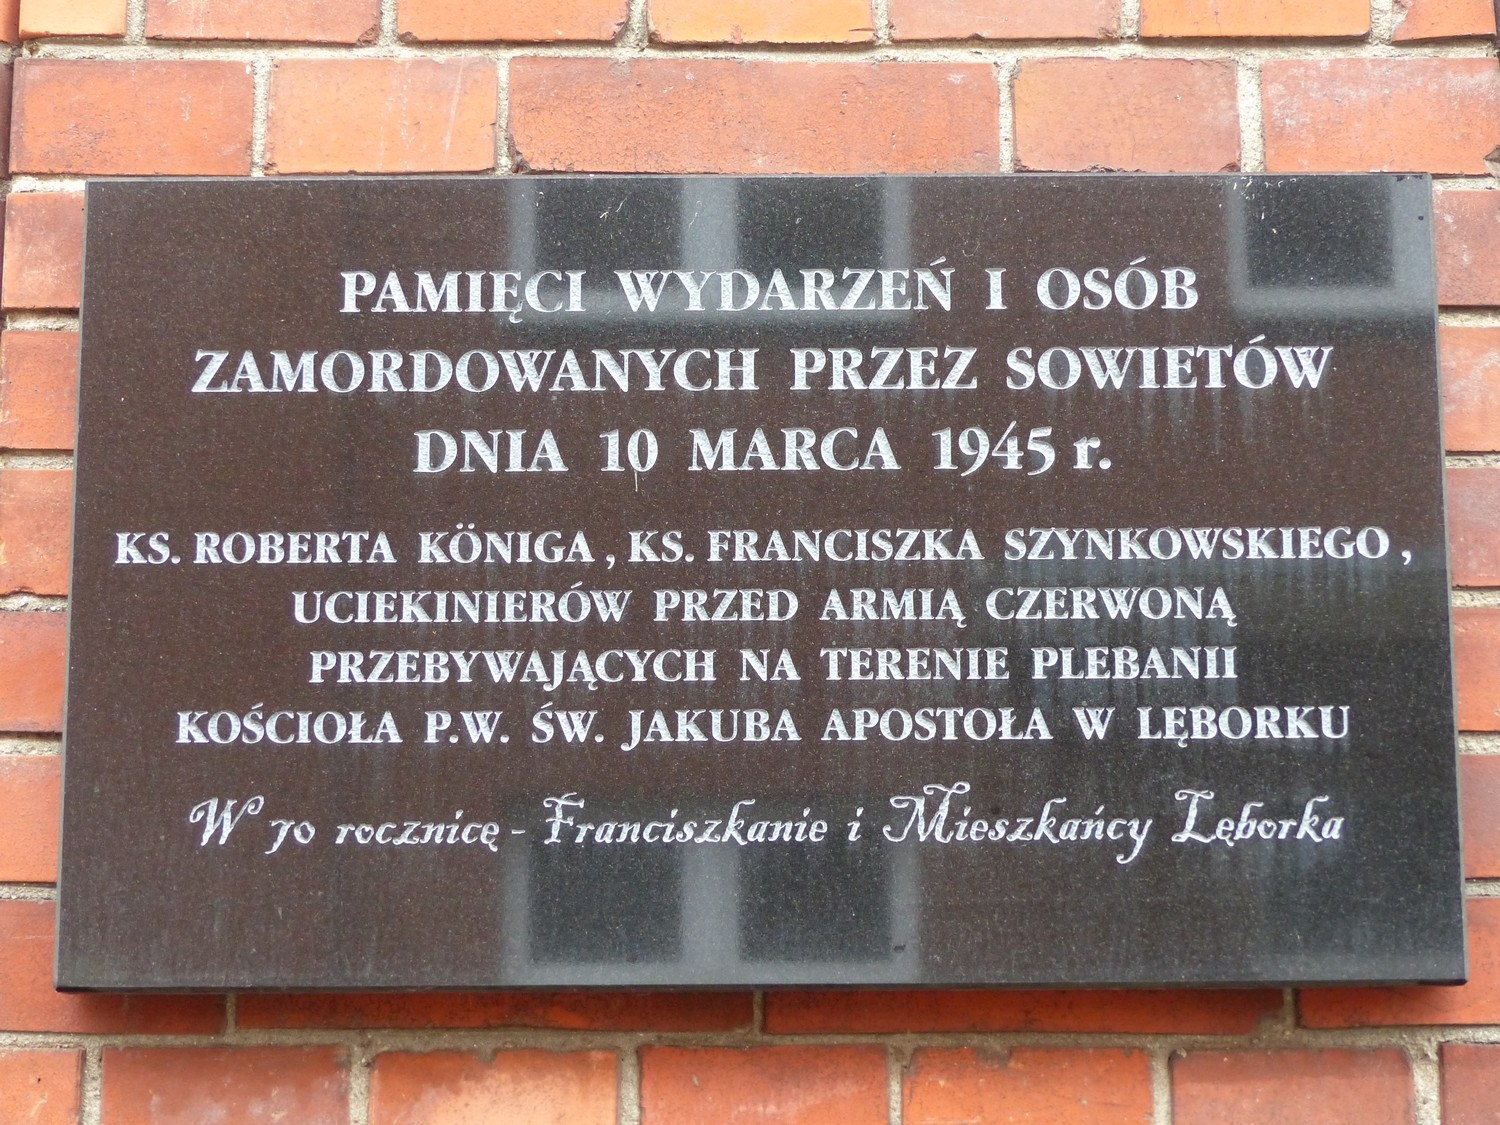 PAMIĘCI WYDARZEŃ I OSÓB
ZAMORDOWANYCH PRZEZ SOWIETÓW
DNIA 10 MARCA 1945 r.
KS. ROBERTA KÖNIGA, KS. FRANCISZKA SZYNKOWSKIEGO,
UCIEKINIERÓW PRZED ARMIĄ CZERWONĄ
PRZEBYWAJĄCYCH NA TERENIE PLEBANII
KOŚCIOŁA P.W. ŚW. JAKUBA APOSTOŁA W LĘBORKU
W 70 rocznicę - Franciszkanie i Mieszkańcy Lęborka